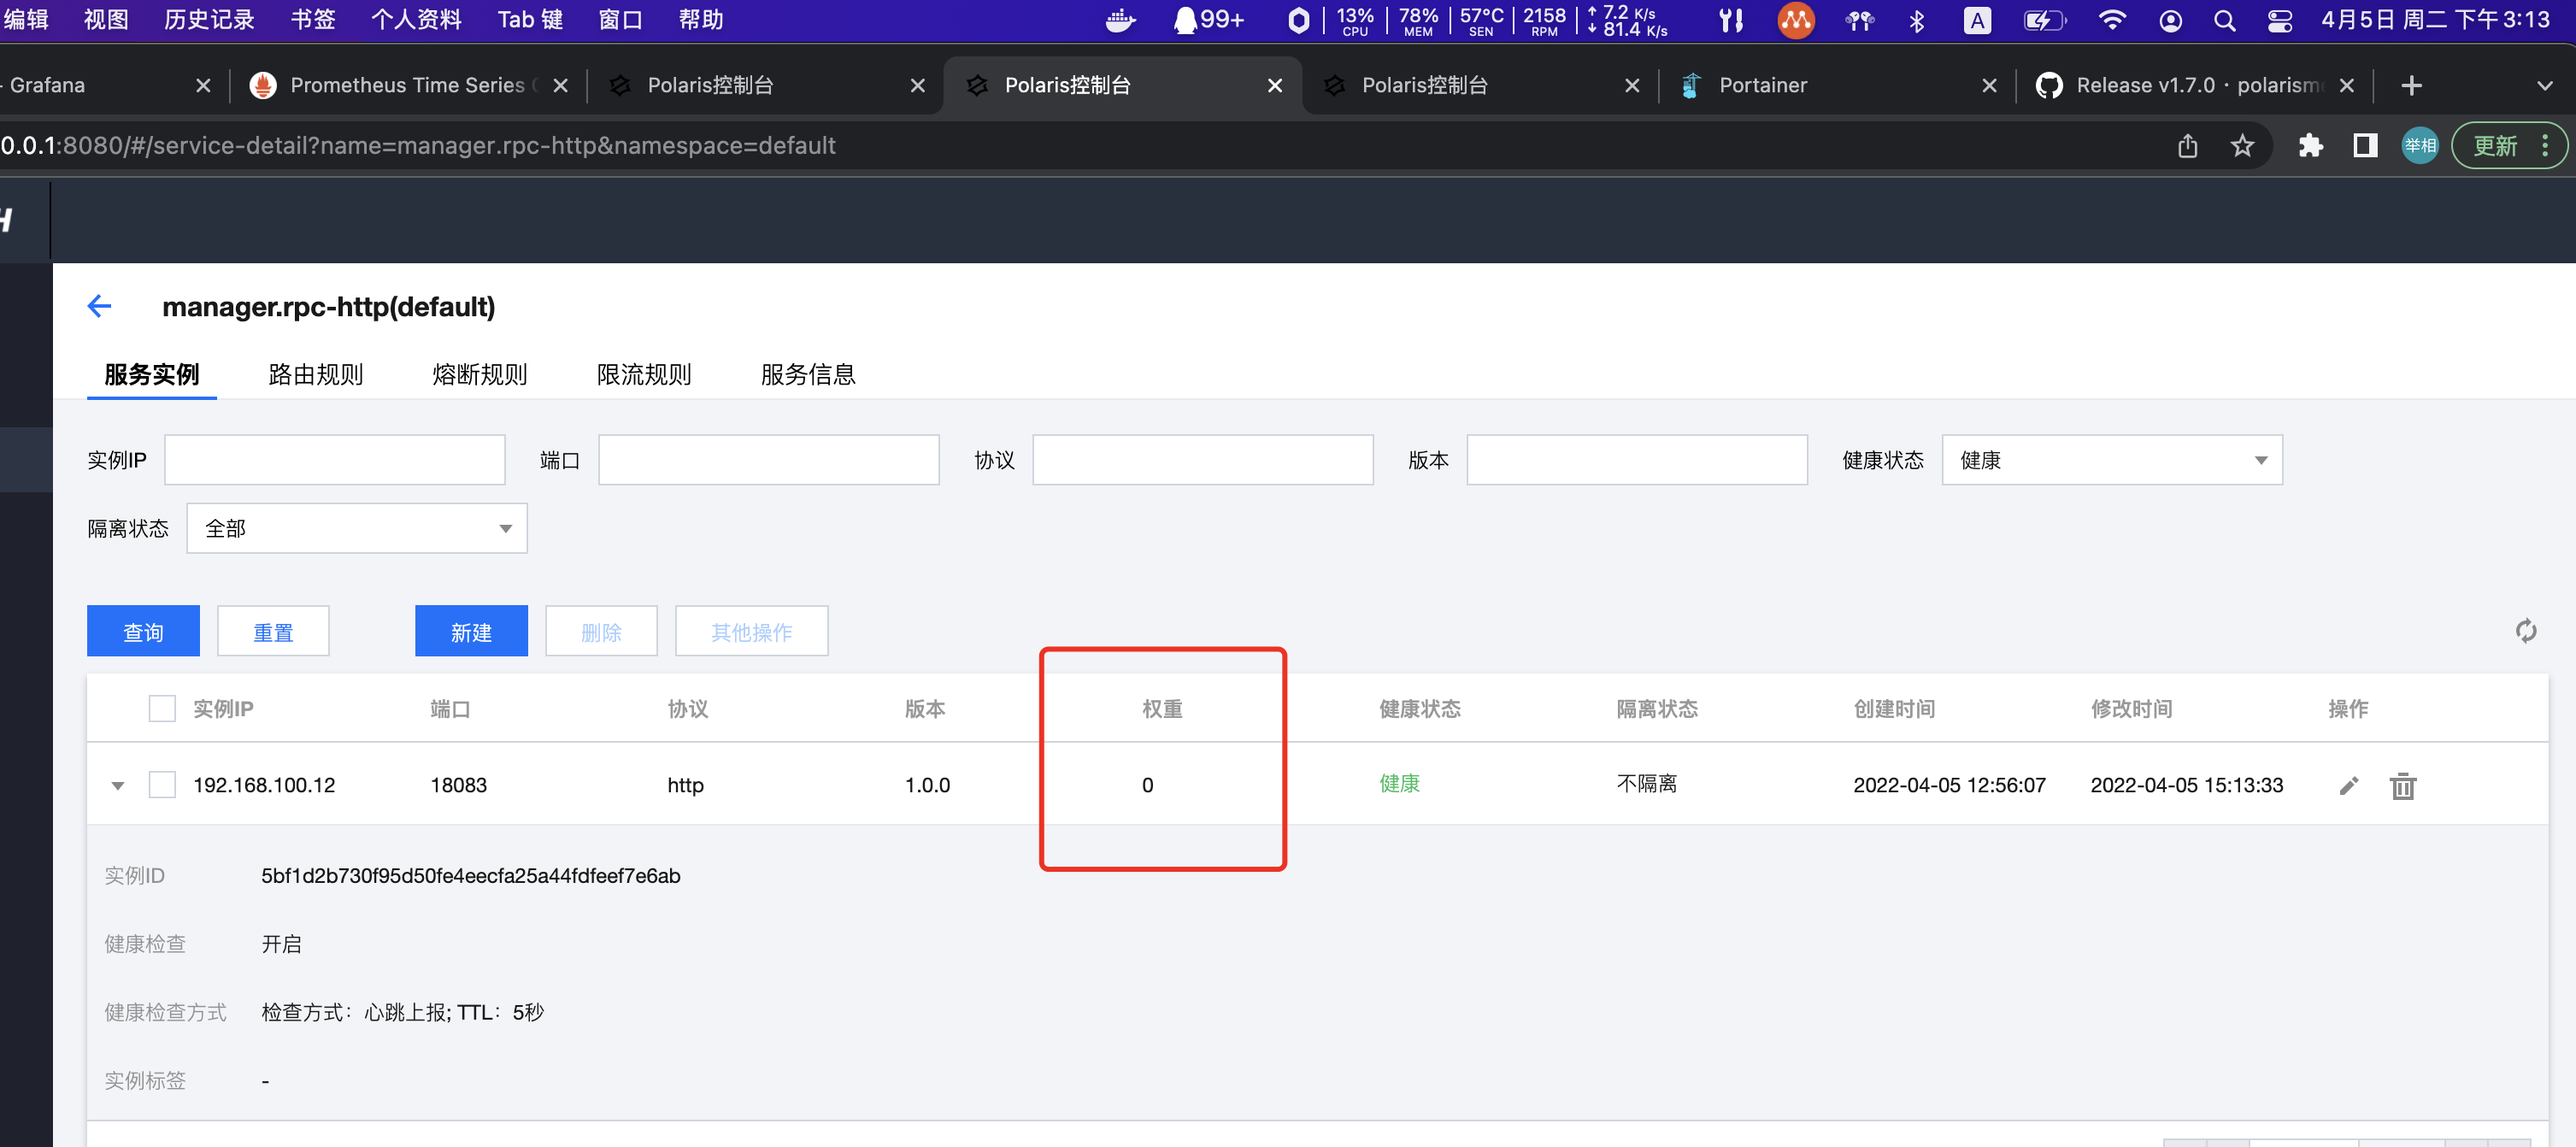 编辑 视图 历史记录 书签 个人资料 Tab 键 窗口 帮助 99+ 13% CPU 78% MEM 57°C SEN 2158 RPM ↑ 7.2 K/s ↓ 81.4 K/s A 4月5日 周二 下午 3:13
- Grafana Prometheus Time Series Polaris控制台 Polaris控制台 Polaris控制台 Portainer Release v1.7.0 · polarisme
0.0.1:8080/#/service-detail?name=manager.rpc-http&namespace=default 举相 更新
H
manager.rpc-http(default)
服务实例 路由规则 熔断规则 限流规则 服务信息
实例IP 端口 协议 版本 健康状态 健康
隔离状态 全部
查询 重置 新建 删除 其他操作
实例IP 端口 协议 版本 权重 健康状态 隔离状态 创建时间 修改时间 操作
192.168.100.12 18083 http 1.0.0 0 健康 不隔离 2022-04-05 12:56:07 2022-04-05 15:13:33
实例ID 5bf1d2b730f95d50fe4eecfa25a44fdfeef7e6ab
健康检查 开启
健康检查方式 检查方式：心跳上报; TTL：5秒
实例标签 -